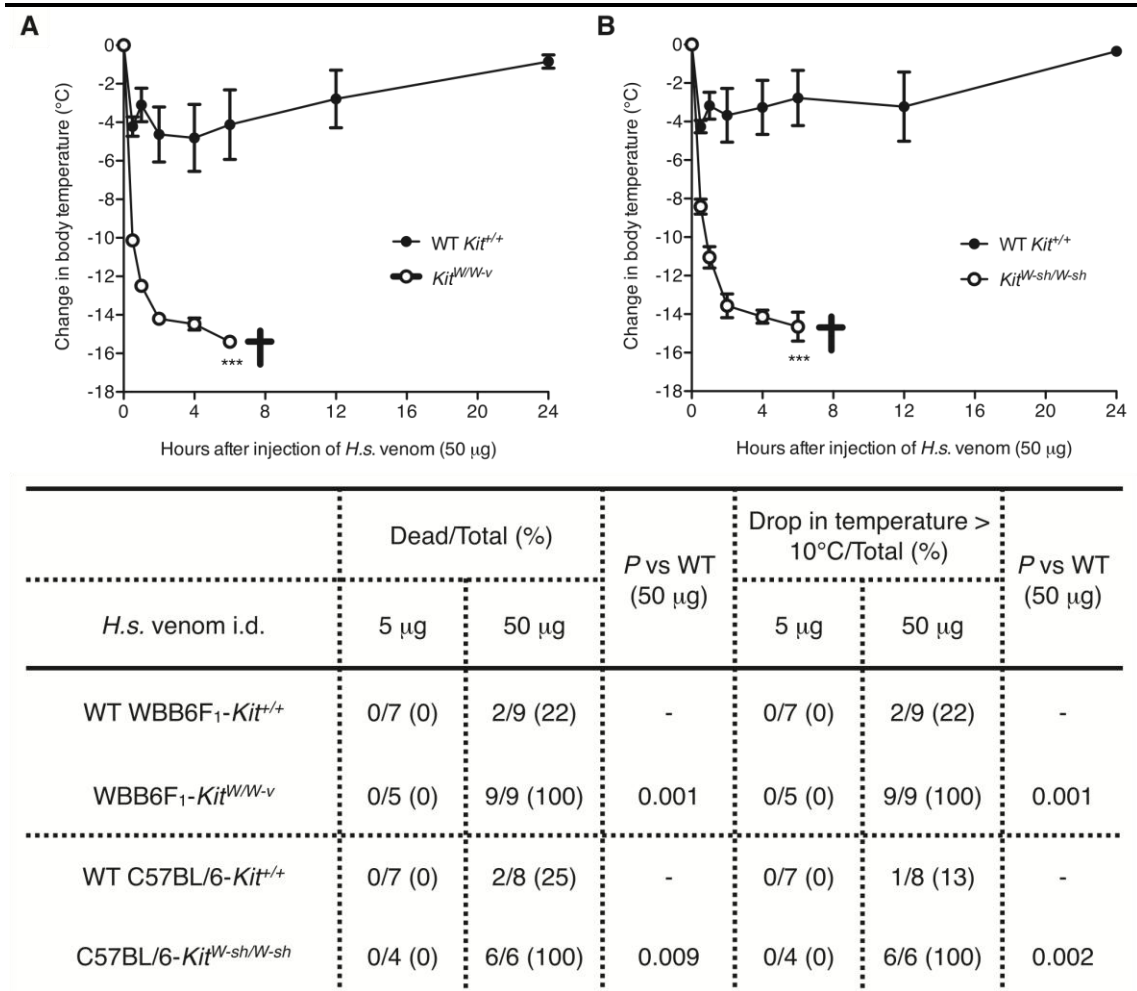 A
0
-2
-4
-6
-8
-10
-12
-14
-16
-18
Change in body temperature (°C)
WT Kit+/+
KitW/W-v
***
0 4 8 12 16 20 24
Hours after injection of H.s. venom (50 μg)
B
0
-2
-4
-6
-8
-10
-12
-14
-16
-18
Change in body temperature (°C)
WT Kit+/+
KitW-sh/W-sh
***
0 4 8 12 16 20 24
Hours after injection of H.s. venom (50 μg)
Dead/Total (%) P vs WT (50 μg) Drop in temperature > 10°C/Total (%) P vs WT (50 μg)
H.s. venom i.d. 5 μg 50 μg 5 μg 50 μg
WT WBB6F1-Kit+/+ 0/7 (0) 2/9 (22) - 0/7 (0) 2/9 (22) -
WBB6F1-KitW/W-v 0/5 (0) 9/9 (100) 0.001 0/5 (0) 9/9 (100) 0.001
WT C57BL/6-Kit+/+ 0/7 (0) 2/8 (25) - 0/7 (0) 1/8 (13) -
C57BL/6-KitW-sh/W-sh 0/4 (0) 6/6 (100) 0.009 0/4 (0) 6/6 (100) 0.002